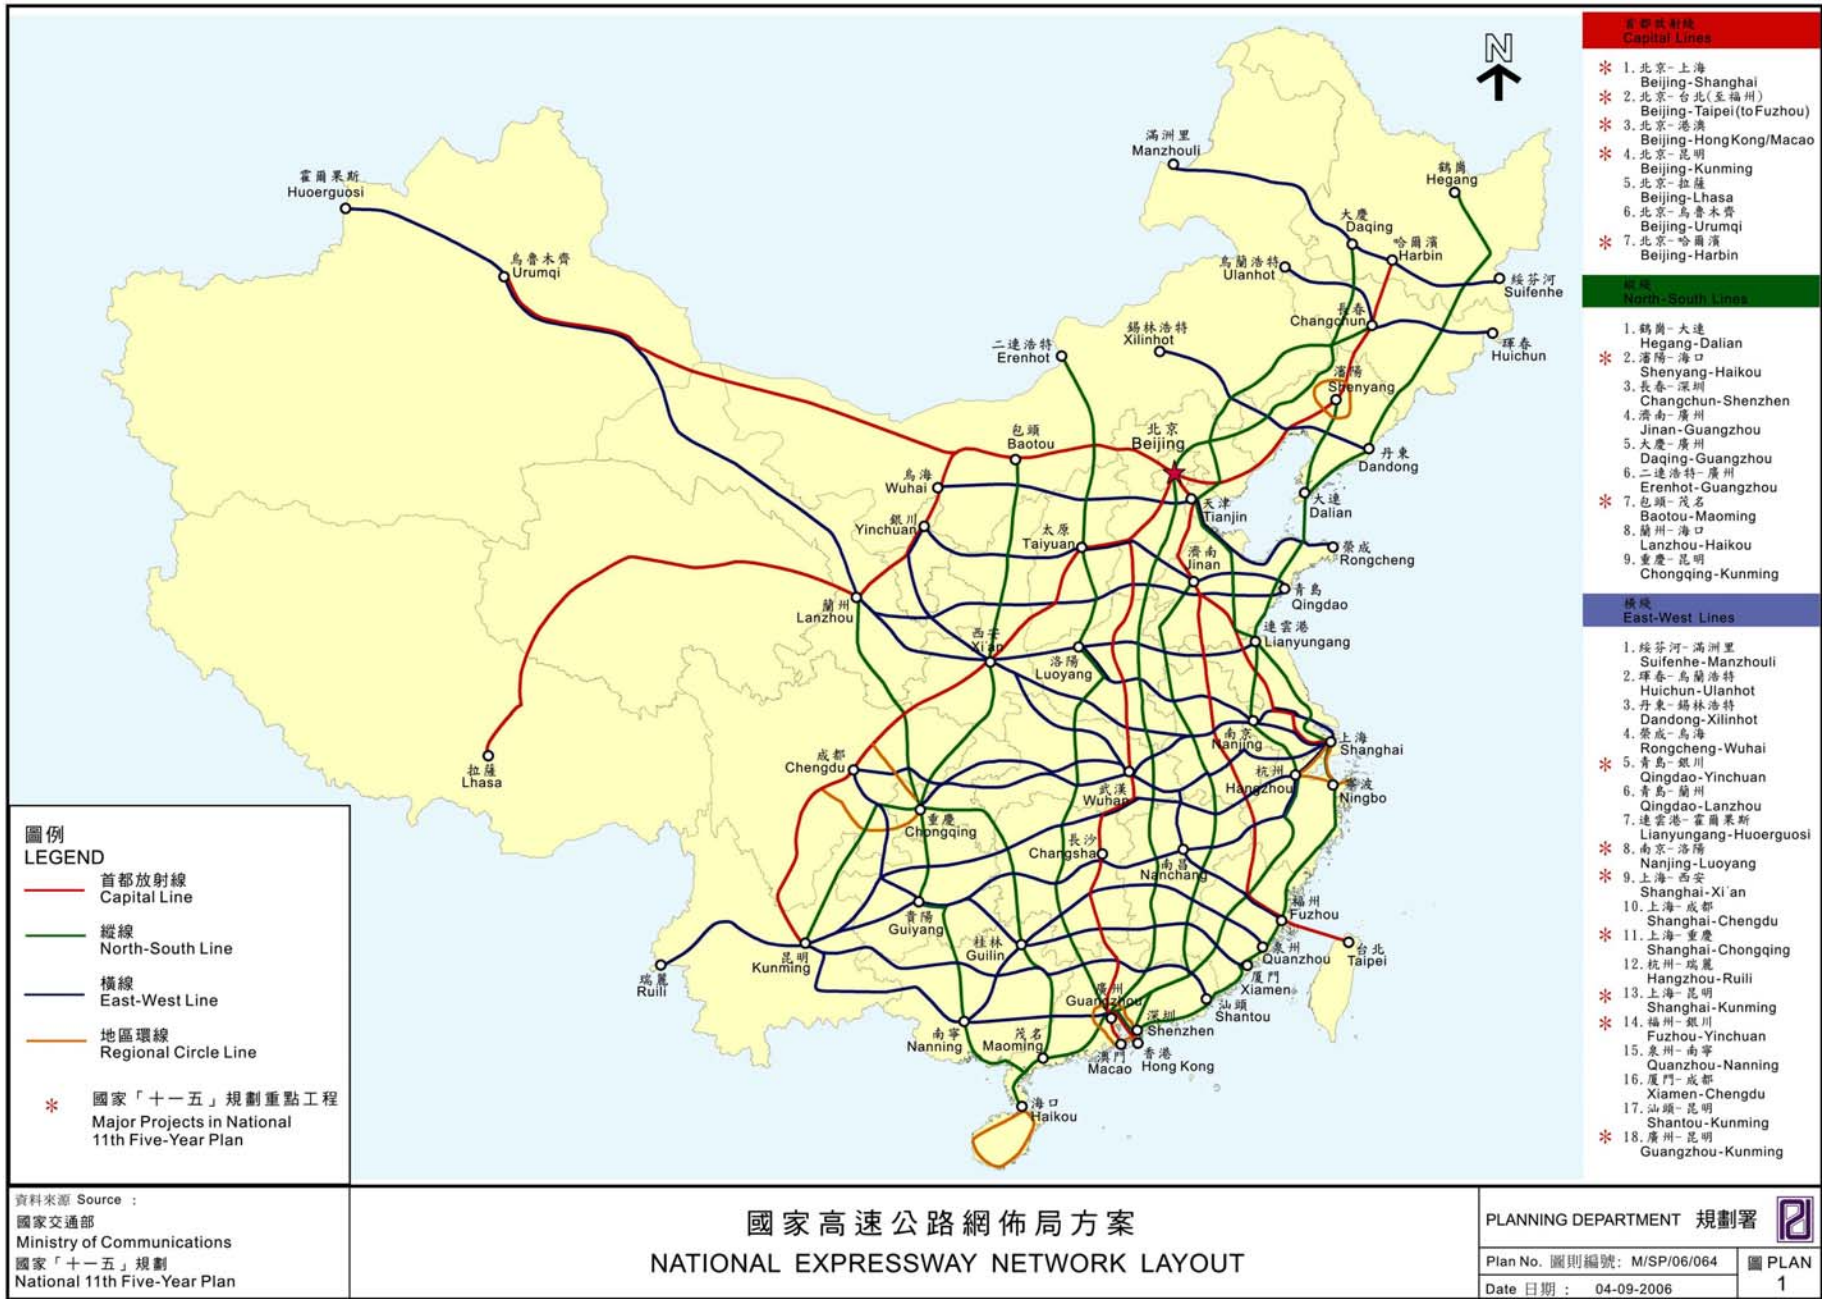 N
滿洲里
Manzhouli
鶴崗
Hegang
霍爾果斯
Huoerguosi
大慶
Daqing
哈爾濱
Harbin
烏魯木齊
Urumqi
烏蘭浩特
Ulanhot
綏芬河
Suifenhe
長春
Changchun
錫林浩特
Xilinhot
二連浩特
Erenhot
琿春
Huichun
瀋陽
Shenyang
包頭
Baotou
北京
Beijing
丹東
Dandong
烏海
Wuhai
大連
Dalian
天津
Tianjin
銀川
Yinchuan
太原
Taiyuan
濟南
Jinan
榮成
Rongcheng
青島
Qingdao
蘭州
Lanzhou
西安
Xi'an
洛陽
Luoyang
連雲港
Lianyungang
南京
Nanjing
上海
Shanghai
拉薩
Lhasa
成都
Chengdu
杭州
Hangzhou
武漢
Wuhan
寧波
Ningbo
重慶
Chongqing
長沙
Changsha
南昌
Nanchang
貴陽
Guiyang
桂林
Guilin
福州
Fuzhou
昆明
Kunming
泉州
Quanzhou
台北
Taipei
瑞麗
Ruili
廈門
Xiamen
汕頭
Shantou
廣州
Guangzhou
深圳
Shenzhen
南寧
Nanning
茂名
Maoming
澳門
Macao
香港
Hong Kong
海口
Haikou
首都放射綫
Capital Lines
* 1. 北京-上海
Beijing-Shanghai
* 2. 北京-台北(至福州)
Beijing-Taipei(toFuzhou)
* 3. 北京-港澳
Beijing-HongKong/Macao
* 4. 北京-昆明
Beijing-Kunming
5. 北京-拉薩
Beijing-Lhasa
6. 北京-烏魯木齊
Beijing-Urumqi
* 7. 北京-哈爾濱
Beijing-Harbin
縱綫
North-South Lines
1. 鶴崗-大連
Hegang-Dalian
* 2. 瀋陽-海口
Shenyang-Haikou
3. 長春-深圳
Changchun-Shenzhen
4. 濟南-廣州
Jinan-Guangzhou
5. 大慶-廣州
Daqing-Guangzhou
6. 二連浩特-廣州
Erenhot-Guangzhou
* 7. 包頭-茂名
Baotou-Maoming
8. 蘭州-海口
Lanzhou-Haikou
9. 重慶-昆明
Chongqing-Kunming
橫綫
East-West Lines
1. 綏芬河-滿洲里
Suifenhe-Manzhouli
2. 琿春-烏蘭浩特
Huichun-Ulanhot
3. 丹東-錫林浩特
Dandong-Xilinhot
4. 榮成-烏海
Rongcheng-Wuhai
* 5. 青島-銀川
Qingdao-Yinchuan
6. 青島-蘭州
Qingdao-Lanzhou
7. 連雲港-霍爾果斯
Lianyungang-Huoerguosi
* 8. 南京-洛陽
Nanjing-Luoyang
* 9. 上海-西安
Shanghai-Xi'an
10. 上海-成都
Shanghai-Chengdu
* 11. 上海-重慶
Shanghai-Chongqing
12. 杭州-瑞麗
Hangzhou-Ruili
* 13. 上海-昆明
Shanghai-Kunming
* 14. 福州-銀川
Fuzhou-Yinchuan
15. 泉州-南寧
Quanzhou-Nanning
16. 廈門-成都
Xiamen-Chengdu
17. 汕頭-昆明
Shantou-Kunming
* 18. 廣州-昆明
Guangzhou-Kunming
圖例
LEGEND
首都放射線
Capital Line
縱線
North-South Line
橫線
East-West Line
地區環線
Regional Circle Line
* 國家「十一五」規劃重點工程
Major Projects in National
11th Five-Year Plan
資料來源 Source :
國家交通部
Ministry of Communications
國家「十一五」規劃
National 11th Five-Year Plan
國家高速公路網佈局方案
NATIONAL EXPRESSWAY NETWORK LAYOUT
PLANNING DEPARTMENT 規劃署
Plan No. 圖則編號: M/SP/06/064
Date 日期 : 04-09-2006
圖 PLAN
1